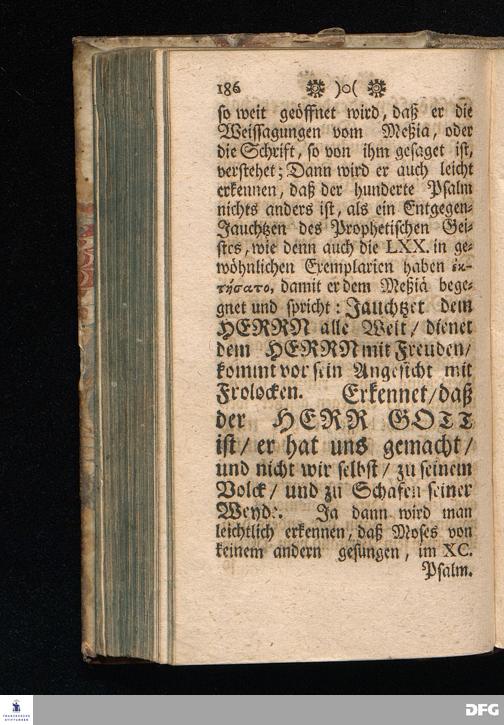 186 )o(
so weit geöffnet wird, daß er die
Weissagungen vom Meßia, oder
die Schrift, so von ihm gesaget ist,
verstehet; Dann wird er auch leicht
erkennen, daß der hunderte Psalm
nichts anders ist, als ein Entgegen-
Jauchtzen des Prophetischen Gei-
stes, wie denn auch die LXX. in ge-
wöhnlichen Exemplarien haben ἐκ-
τήσατο, damit er dem Meßiä bege-
gnet und spricht: Jauchtzet dem
HERRN alle Welt/ dienet
dem HERRN mit Freuden/
kommt vor sein Angesicht mit
Frolocken. Erkennet/ daß
der HERR GOTT
ist/ er hat uns gemacht/
und nicht wir selbst/ zu seinem
Volck/ und zu Schafen seiner
Weyde. Ja dann wird man
leichtlich erkennen, daß Moses von
keinem andern gesungen, im XC.
Psalm.
FRANCKESCHE
STIFTUNGEN
DFG